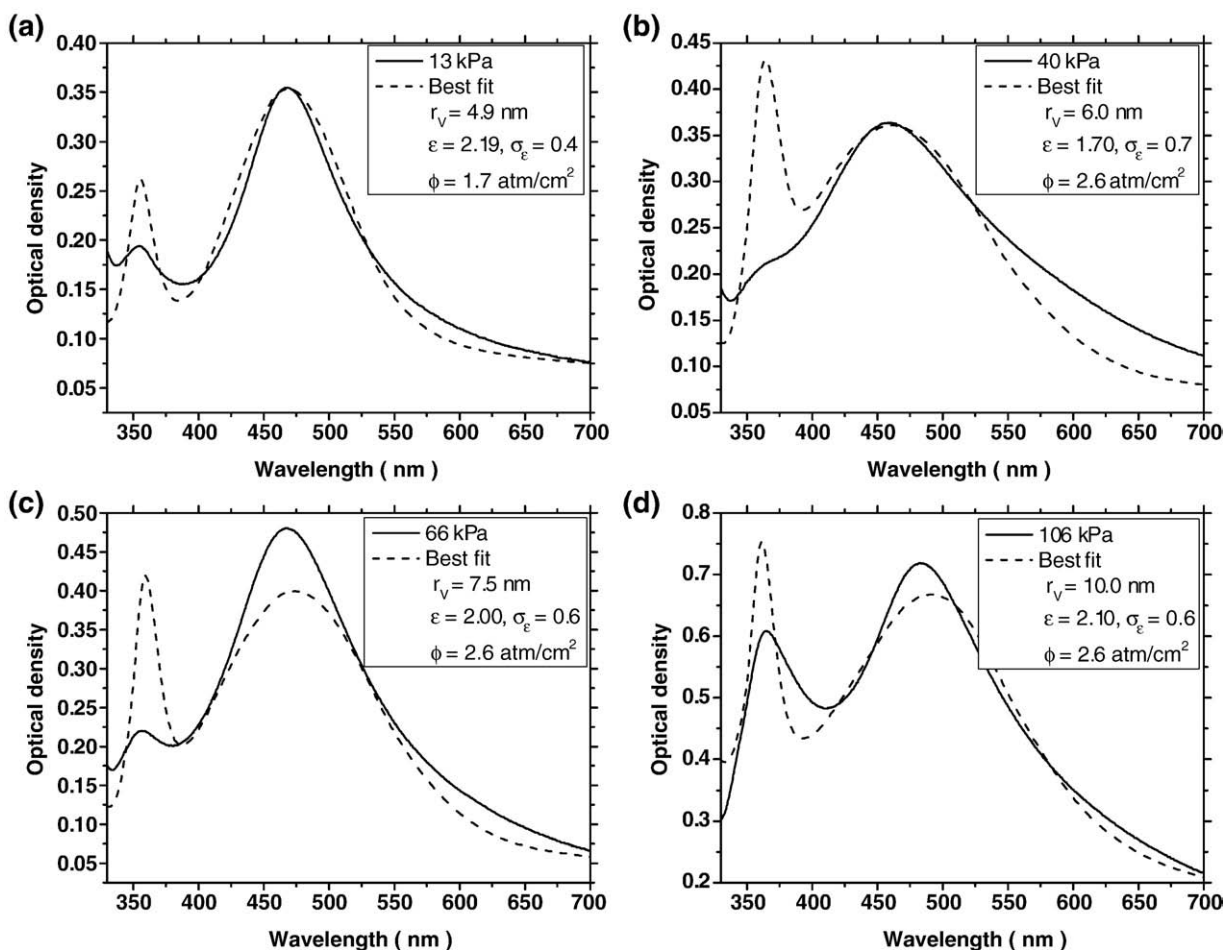 (a)
0.40
0.35
0.30
0.25
0.20
0.15
0.10
0.05
Optical density
13 kPa
Best fit
r_V = 4.9 nm
ε = 2.19, σ_ε = 0.4
ϕ = 1.7 atm/cm²
350 400 450 500 550 600 650 700
Wavelength ( nm )
(b)
0.45
0.40
0.35
0.30
0.25
0.20
0.15
0.10
0.05
Optical density
40 kPa
Best fit
r_V = 6.0 nm
ε = 1.70, σ_ε = 0.7
ϕ = 2.6 atm/cm²
350 400 450 500 550 600 650 700
Wavelength ( nm )
(c)
0.50
0.45
0.40
0.35
0.30
0.25
0.20
0.15
0.10
0.05
Optical density
66 kPa
Best fit
r_V = 7.5 nm
ε = 2.00, σ_ε = 0.6
ϕ = 2.6 atm/cm²
350 400 450 500 550 600 650 700
Wavelength ( nm )
(d)
0.8
0.7
0.6
0.5
0.4
0.3
0.2
Optical density
106 kPa
Best fit
r_V = 10.0 nm
ε = 2.10, σ_ε = 0.6
ϕ = 2.6 atm/cm²
350 400 450 500 550 600 650 700
Wavelength ( nm )